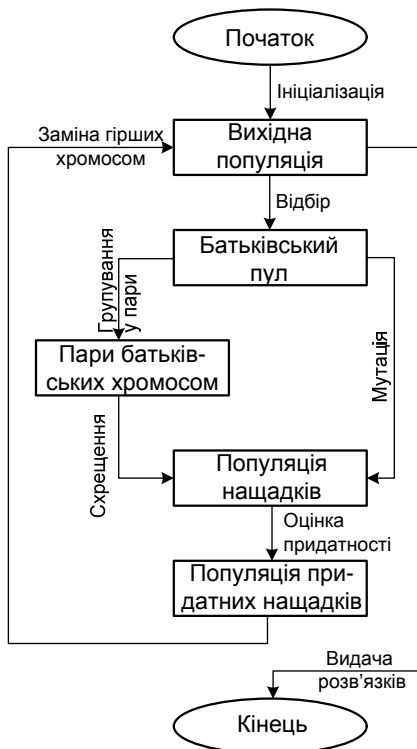 Початок
Ініціалізація
Заміна гірших
хромосом
Вихідна
популяція
Відбір
Батьківський
пул
Групування
у пари
Мутація
Пари батьків-
ських хромосом
Схрещення
Популяція
нащадків
Оцінка
придатності
Популяція при-
датних нащадків
Видача
розв'язків
Кінець